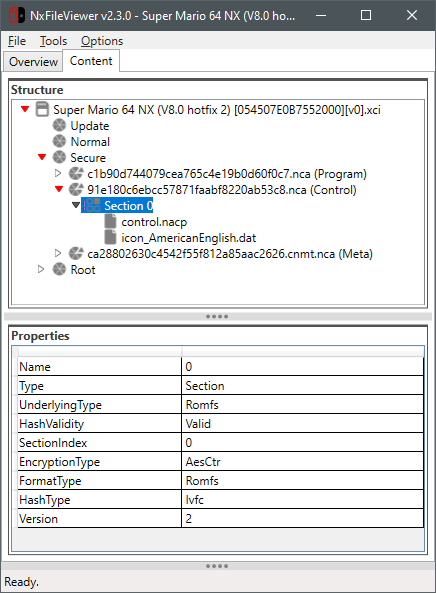 NxFileViewer v2.3.0 - Super Mario 64 NX (V8.0 ho...
File Tools Options
Overview Content
Structure
Super Mario 64 NX (V8.0 hotfix 2) [054507E0B7552000][v0].xci
Update
Normal
Secure
c1b90d744079cea765c4e19b0d60f0c7.nca (Program)
91e180c6ebcc57871faabf8220ab53c8.nca (Control)
Section 0
control.nacp
icon_AmericanEnglish.dat
ca28802630c4542f55f812a85aac2626.cnmt.nca (Meta)
Root
Properties
Name 0
Type Section
UnderlyingType Romfs
HashValidity Valid
SectionIndex 0
EncryptionType AesCtr
FormatType Romfs
HashType Ivfc
Version 2
Ready.